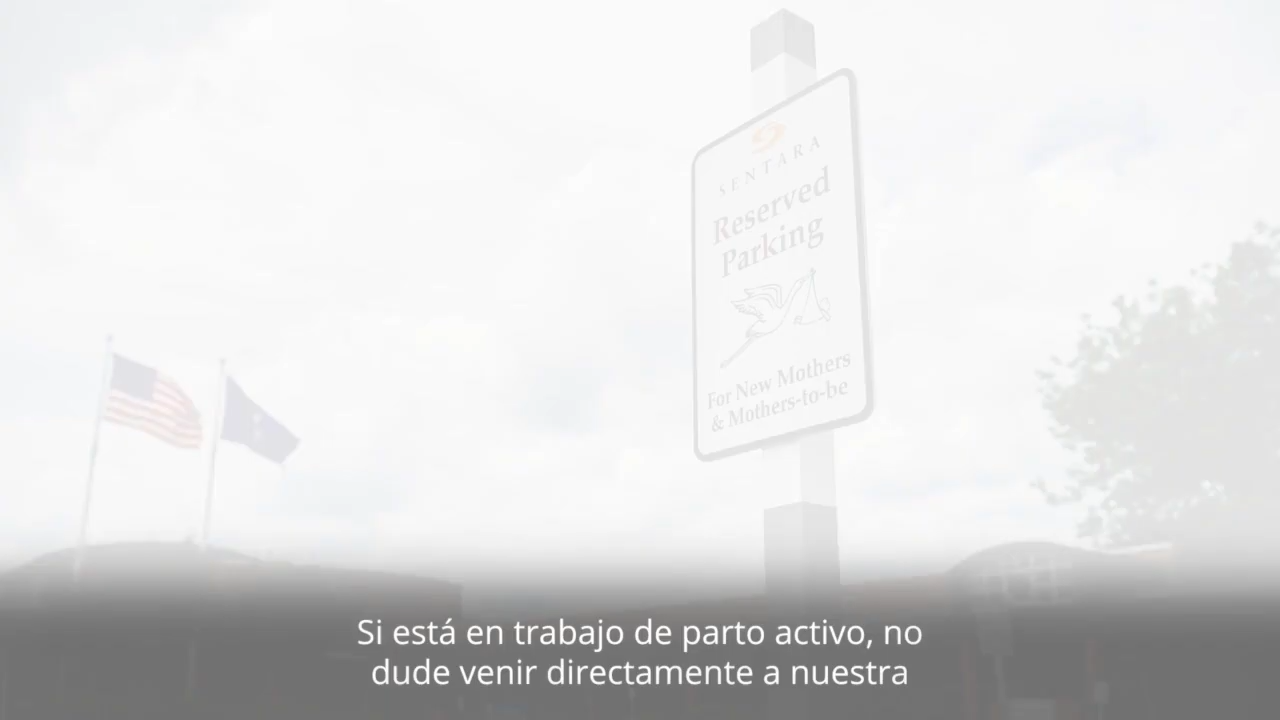 SENTARA
Reserved
Parking
For New Mothers
& Mothers-to-be
Si está en trabajo de parto activo, no
dude venir directamente a nuestra